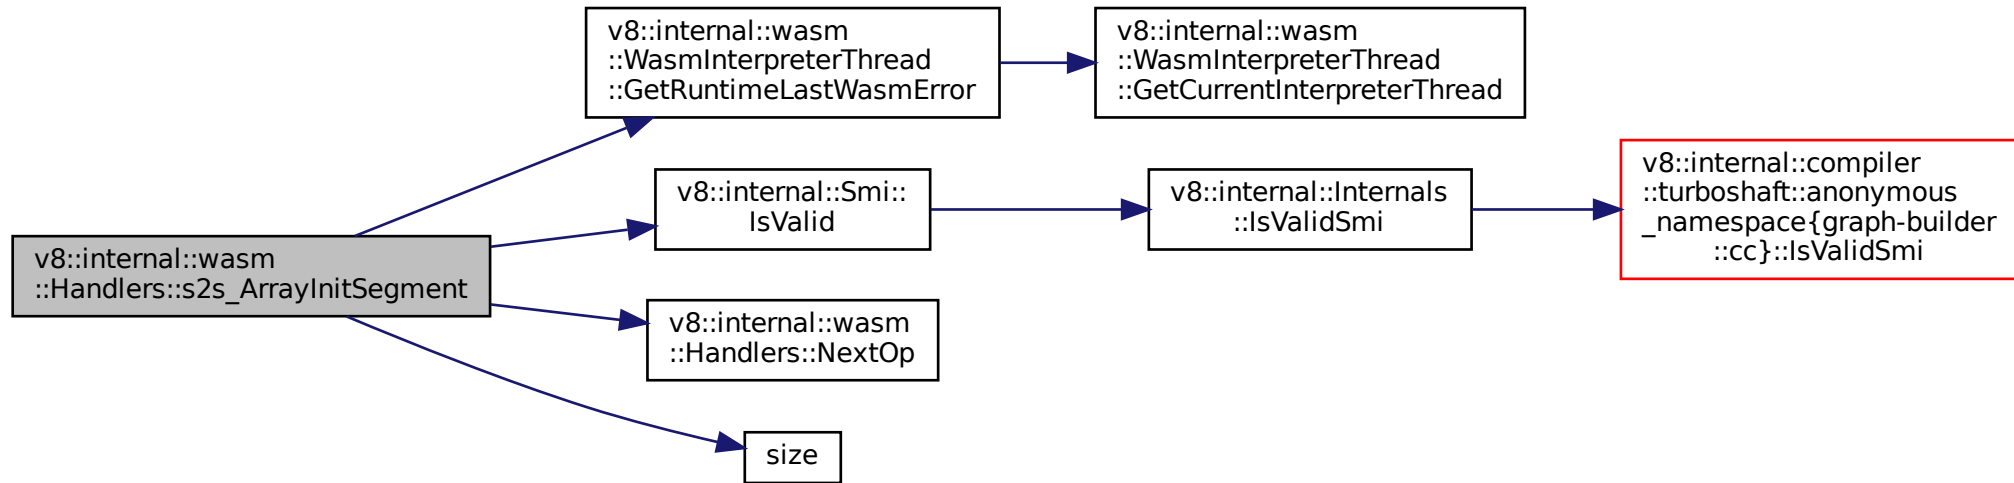 v8::internal::wasm
::Handlers::s2s_ArrayInitSegment
v8::internal::wasm
::WasmInterpreterThread
::GetRuntimeLastWasmError
v8::internal::wasm
::WasmInterpreterThread
::GetCurrentInterpreterThread
v8::internal::Smi::
IsValid
v8::internal::Internals
::IsValidSmi
v8::internal::compiler
::turboshaft::anonymous
_namespace{graph-builder
::cc}::IsValidSmi
v8::internal::wasm
::Handlers::NextOp
size